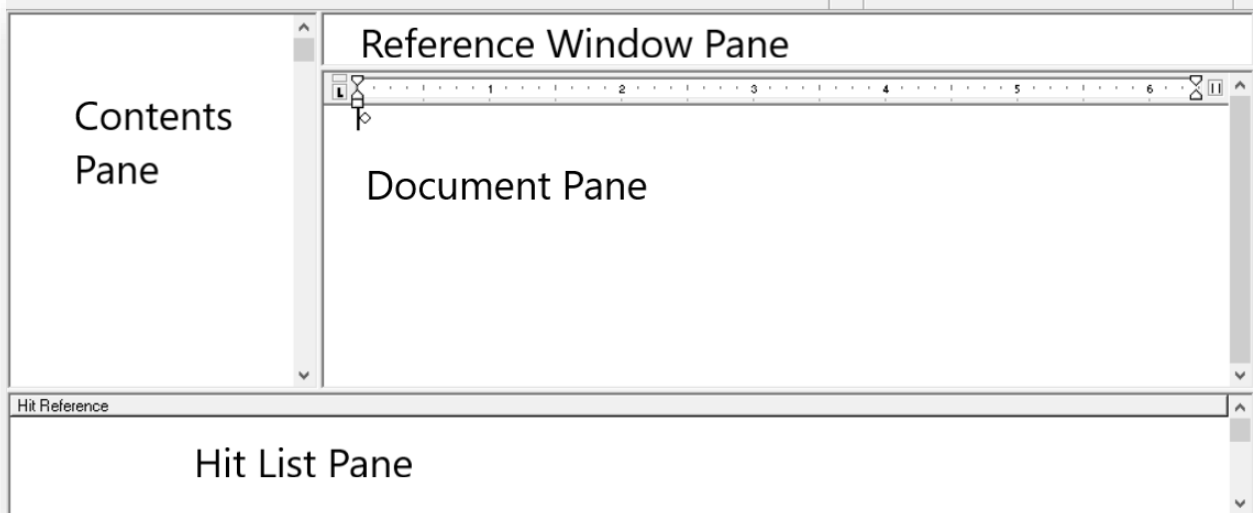 Reference Window Pane
Contents
Pane
L 1 2 3 4 5 6
Document Pane
Hit Reference
Hit List Pane